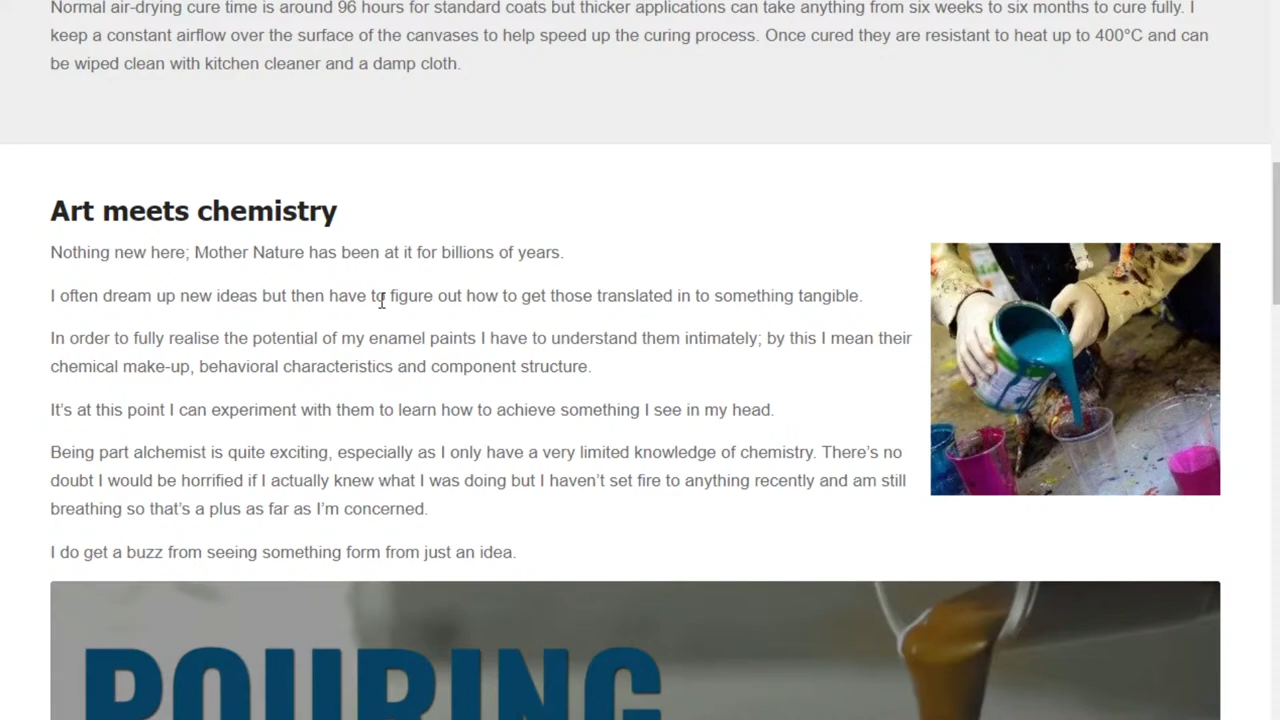 Normal air-drying cure time is around 96 hours for standard coats but thicker applications can take anything from six weeks to six months to cure fully. I
keep a constant airflow over the surface of the canvases to help speed up the curing process. Once cured they are resistant to heat up to 400°C and can
be wiped clean with kitchen cleaner and a damp cloth.
Art meets chemistry
Nothing new here; Mother Nature has been at it for billions of years.
I often dream up new ideas but then have to figure out how to get those translated in to something tangible.
In order to fully realise the potential of my enamel paints I have to understand them intimately; by this I mean their
chemical make-up, behavioral characteristics and component structure.
It’s at this point I can experiment with them to learn how to achieve something I see in my head.
Being part alchemist is quite exciting, especially as I only have a very limited knowledge of chemistry. There’s no
doubt I would be horrified if I actually knew what I was doing but I haven’t set fire to anything recently and am still
breathing so that’s a plus as far as I’m concerned.
I do get a buzz from seeing something form from just an idea.
POURING